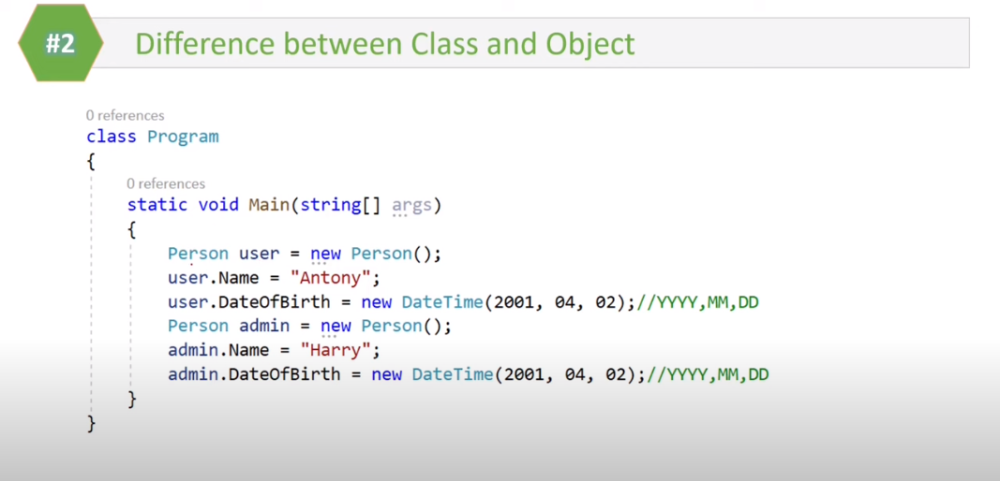 #2
Difference between Class and Object
0 references
class Program
{
0 references
static void Main(string[] args)
{
Person user = new Person();
user.Name = "Antony";
user.DateOfBirth = new DateTime(2001, 04, 02);//YYYY,MM,DD
Person admin = new Person();
admin.Name = "Harry";
admin.DateOfBirth = new DateTime(2001, 04, 02);//YYYY,MM,DD
}
}